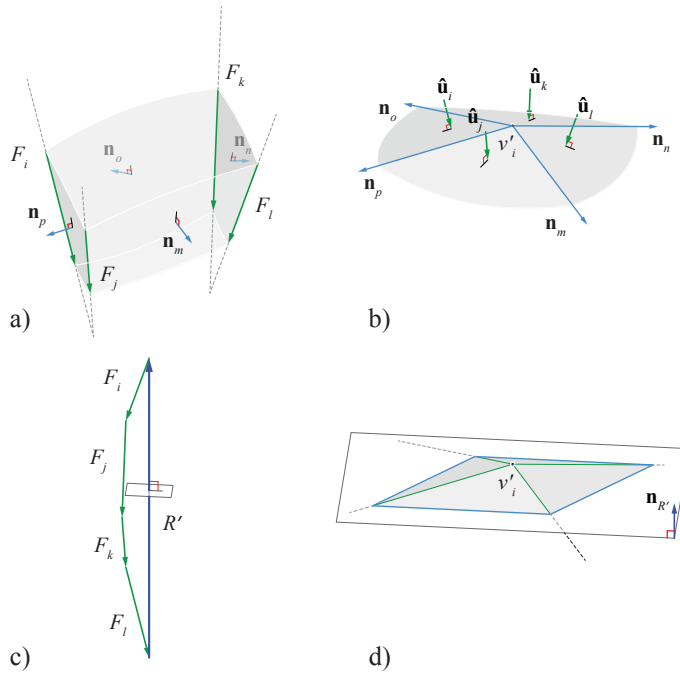 F_k
F_i
n_o
n_n
n_p
n_m
F_l
F_j
a)
û_k
û_i
û_l
n_o
û_j
v'_i
n_n
n_p
n_m
b)
F_i
F_j
R'
F_k
F_l
c)
v'_i
n_R'
d)